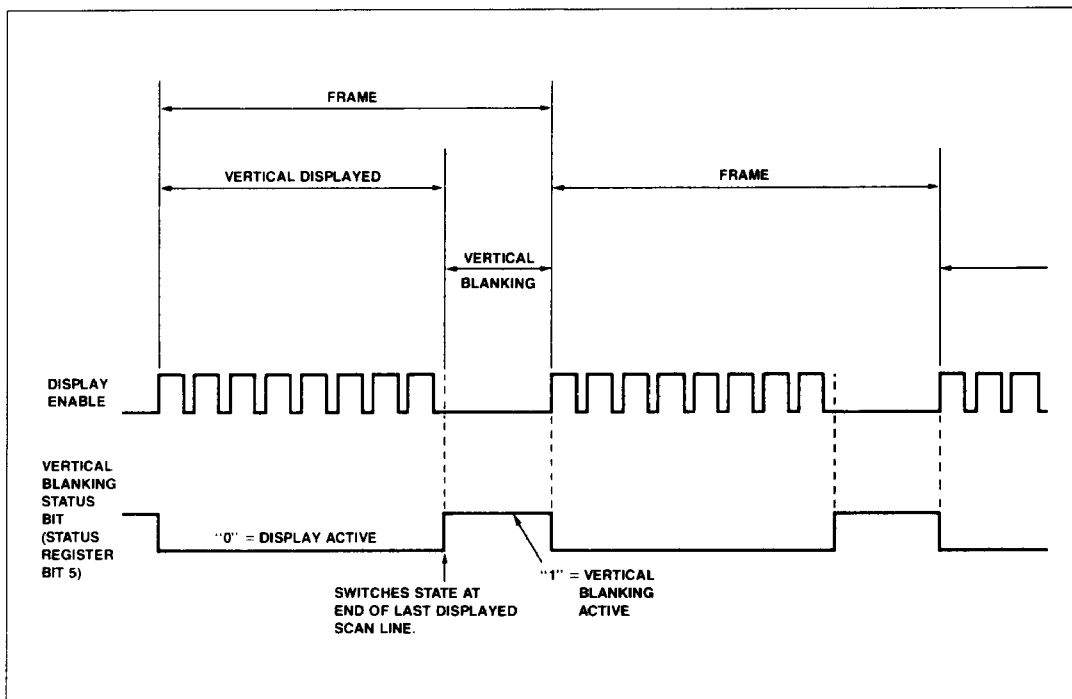 FRAME
VERTICAL DISPLAYED
FRAME
VERTICAL
BLANKING
DISPLAY
ENABLE
VERTICAL
BLANKING
STATUS
BIT
(STATUS
REGISTER
BIT 5)
"0" = DISPLAY ACTIVE
SWITCHES STATE AT
END OF LAST DISPLAYED
SCAN LINE.
"1" = VERTICAL
BLANKING
ACTIVE